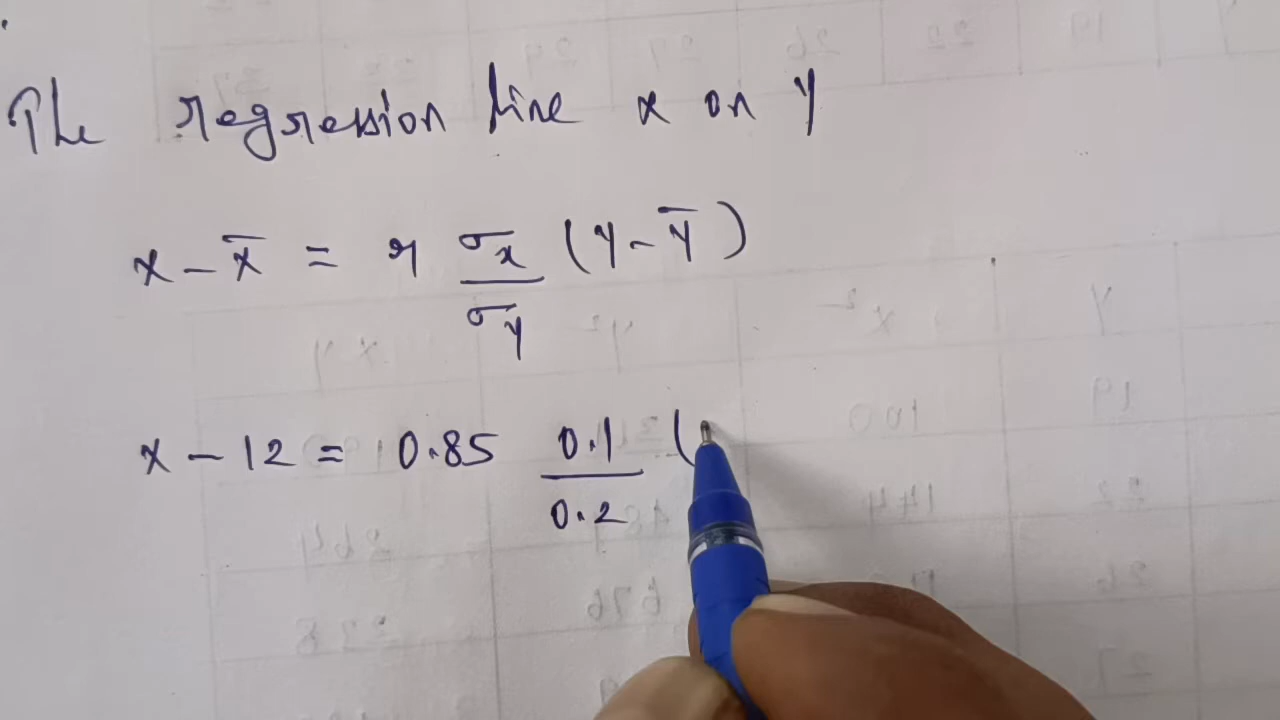 The regression line x on y
x - x̅ = r σx/σy (y - y̅)
x - 12 = 0.85 0.1/0.2 (